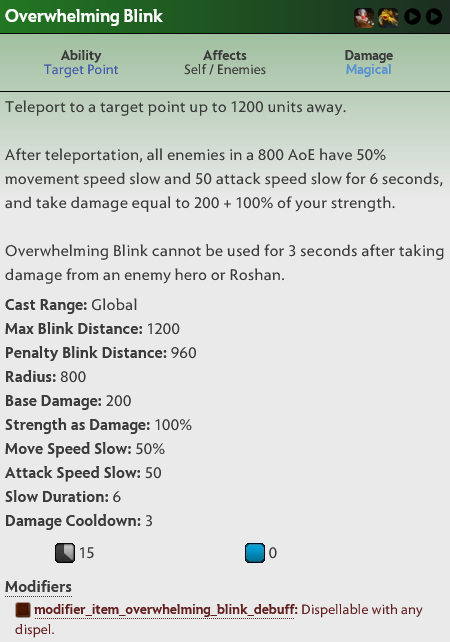 Overwhelming Blink
Ability
Target Point
Affects
Self / Enemies
Damage
Magical
Teleport to a target point up to 1200 units away.
After teleportation, all enemies in a 800 AoE have 50%
movement speed slow and 50 attack speed slow for 6 seconds,
and take damage equal to 200 + 100% of your strength.
Overwhelming Blink cannot be used for 3 seconds after taking
damage from an enemy hero or Roshan.
Cast Range: Global
Max Blink Distance: 1200
Penalty Blink Distance: 960
Radius: 800
Base Damage: 200
Strength as Damage: 100%
Move Speed Slow: 50%
Attack Speed Slow: 50
Slow Duration: 6
Damage Cooldown: 3
15 0
Modifiers
modifier_item_overwhelming_blink_debuff: Dispellable with any
dispel.